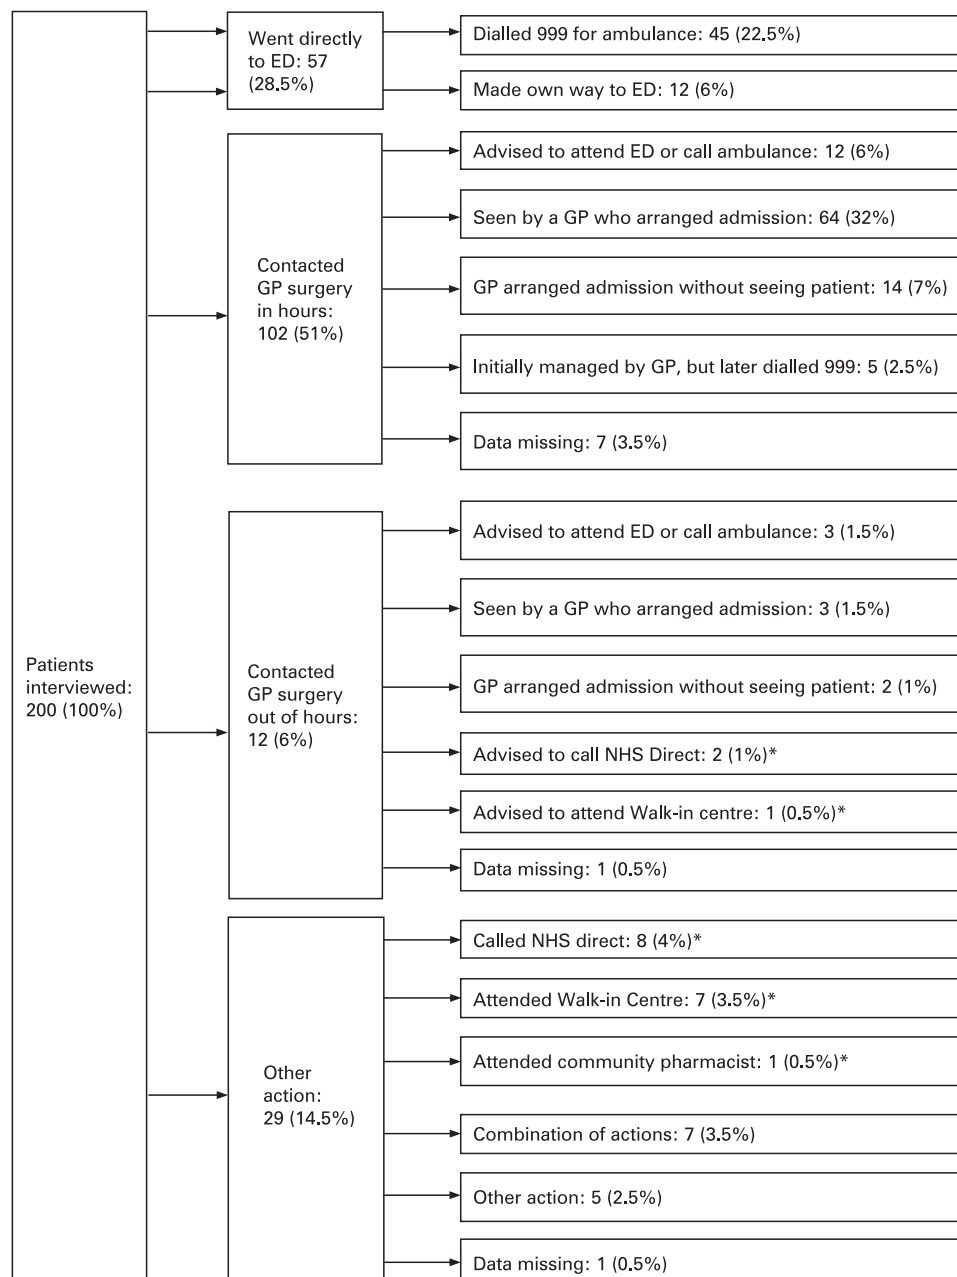 Patients
interviewed:
200 (100%)
Went directly
to ED: 57
(28.5%)
Dialled 999 for ambulance: 45 (22.5%)
Made own way to ED: 12 (6%)
Contacted
GP surgery
in hours:
102 (51%)
Advised to attend ED or call ambulance: 12 (6%)
Seen by a GP who arranged admission: 64 (32%)
GP arranged admission without seeing patient: 14 (7%)
Initially managed by GP, but later dialled 999: 5 (2.5%)
Data missing: 7 (3.5%)
Contacted
GP surgery
out of hours:
12 (6%)
Advised to attend ED or call ambulance: 3 (1.5%)
Seen by a GP who arranged admission: 3 (1.5%)
GP arranged admission without seeing patient: 2 (1%)
Advised to call NHS Direct: 2 (1%)*
Advised to attend Walk-in centre: 1 (0.5%)*
Data missing: 1 (0.5%)
Other
action:
29 (14.5%)
Called NHS direct: 8 (4%)*
Attended Walk-in Centre: 7 (3.5%)*
Attended community pharmacist: 1 (0.5%)*
Combination of actions: 7 (3.5%)
Other action: 5 (2.5%)
Data missing: 1 (0.5%)